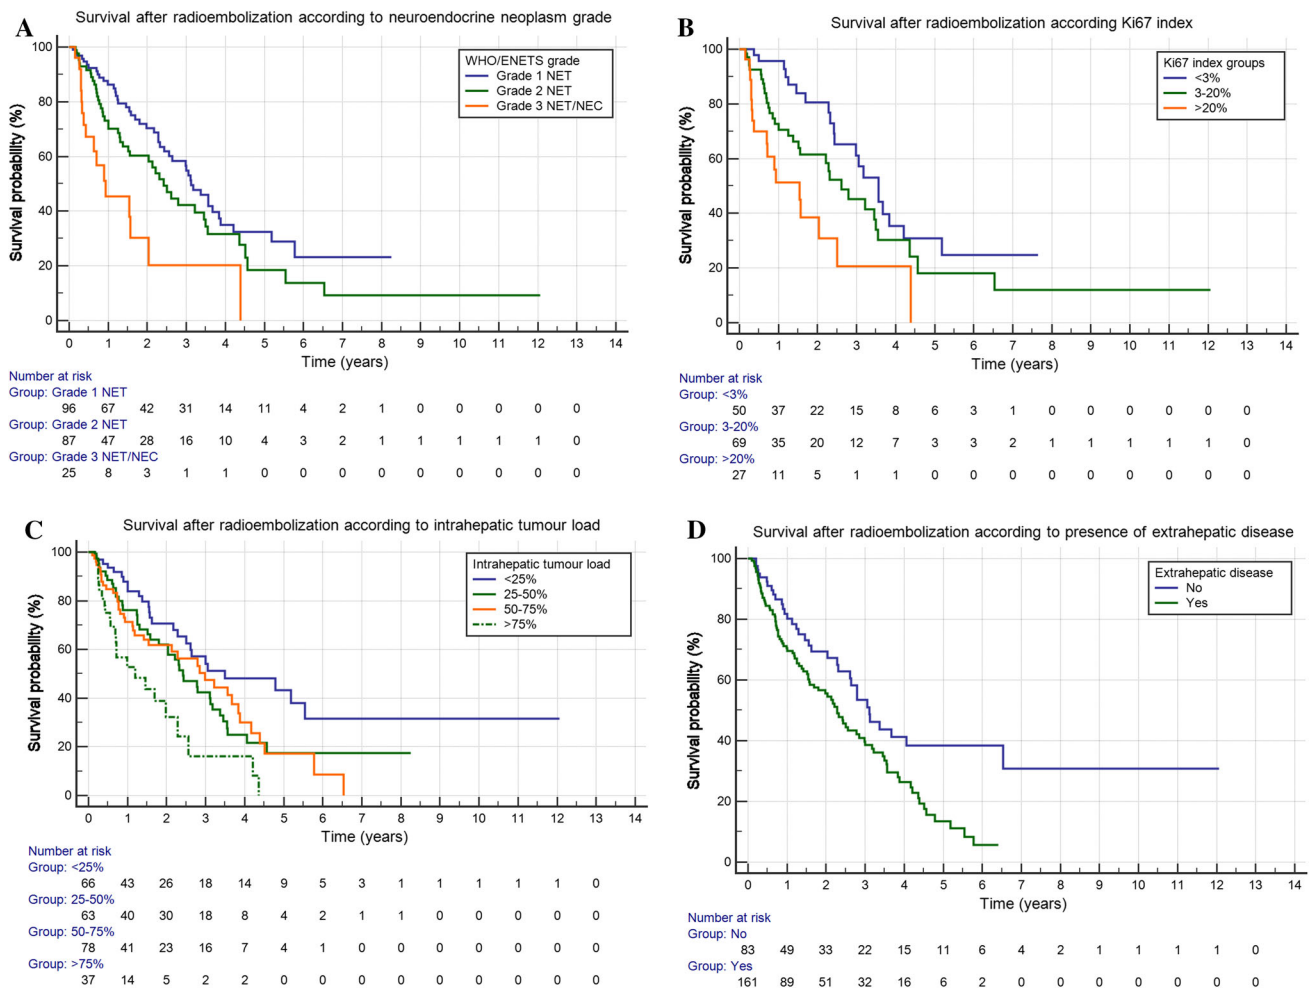 A
Survival after radioembolization according to neuroendocrine neoplasm grade
Survival probability (%)
100
80
60
40
20
0
WHO/ENETS grade
Grade 1 NET
Grade 2 NET
Grade 3 NET/NEC
0 1 2 3 4 5 6 7 8 9 10 11 12 13 14
Time (years)
Number at risk
Group: Grade 1 NET
96 67 42 31 14 11 4 2 1 0 0 0 0 0
Group: Grade 2 NET
87 47 28 16 10 4 3 2 1 1 1 1 1 0
Group: Grade 3 NET/NEC
25 8 3 1 1 0 0 0 0 0 0 0 0 0
B
Survival after radioembolization according Ki67 index
Survival probability (%)
100
80
60
40
20
0
Ki67 index groups
<3%
3-20%
>20%
0 1 2 3 4 5 6 7 8 9 10 11 12 13 14
Time (years)
Number at risk
Group: <3%
50 37 22 15 8 6 3 1 0 0 0 0 0 0
Group: 3-20%
69 35 20 12 7 3 3 2 1 1 1 1 1 0
Group: >20%
27 11 5 1 1 0 0 0 0 0 0 0 0 0
C
Survival after radioembolization according to intrahepatic tumour load
Survival probability (%)
100
80
60
40
20
0
Intrahepatic tumour load
<25%
25-50%
50-75%
>75%
0 1 2 3 4 5 6 7 8 9 10 11 12 13 14
Time (years)
Number at risk
Group: <25%
66 43 26 18 14 9 5 3 1 1 1 1 1 0
Group: 25-50%
63 40 30 18 8 4 2 1 1 0 0 0 0 0
Group: 50-75%
78 41 23 16 7 4 1 0 0 0 0 0 0 0
Group: >75%
37 14 5 2 2 0 0 0 0 0 0 0 0 0
D
Survival after radioembolization according to presence of extrahepatic disease
Survival probability (%)
100
80
60
40
20
0
Extrahepatic disease
No
Yes
0 1 2 3 4 5 6 7 8 9 10 11 12 13 14
Time (years)
Number at risk
Group: No
83 49 33 22 15 11 6 4 2 1 1 1 1 0
Group: Yes
161 89 51 32 16 6 2 0 0 0 0 0 0 0